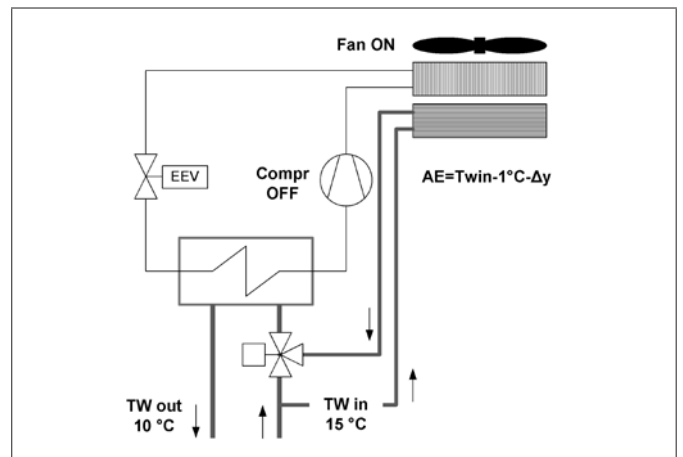 Fan ON
EEV
Compr
OFF
AE=Twin-1°C-Δy
TW out
10 °C
TW in
15 °C